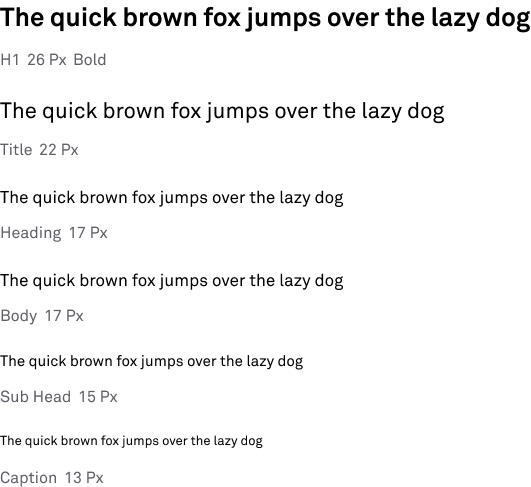 The quick brown fox jumps over the lazy dog
H1 26 Px Bold
The quick brown fox jumps over the lazy dog
Title 22 Px
The quick brown fox jumps over the lazy dog
Heading 17 Px
The quick brown fox jumps over the lazy dog
Body 17 Px
The quick brown fox jumps over the lazy dog
Sub Head 15 Px
The quick brown fox jumps over the lazy dog
Caption 13 Px